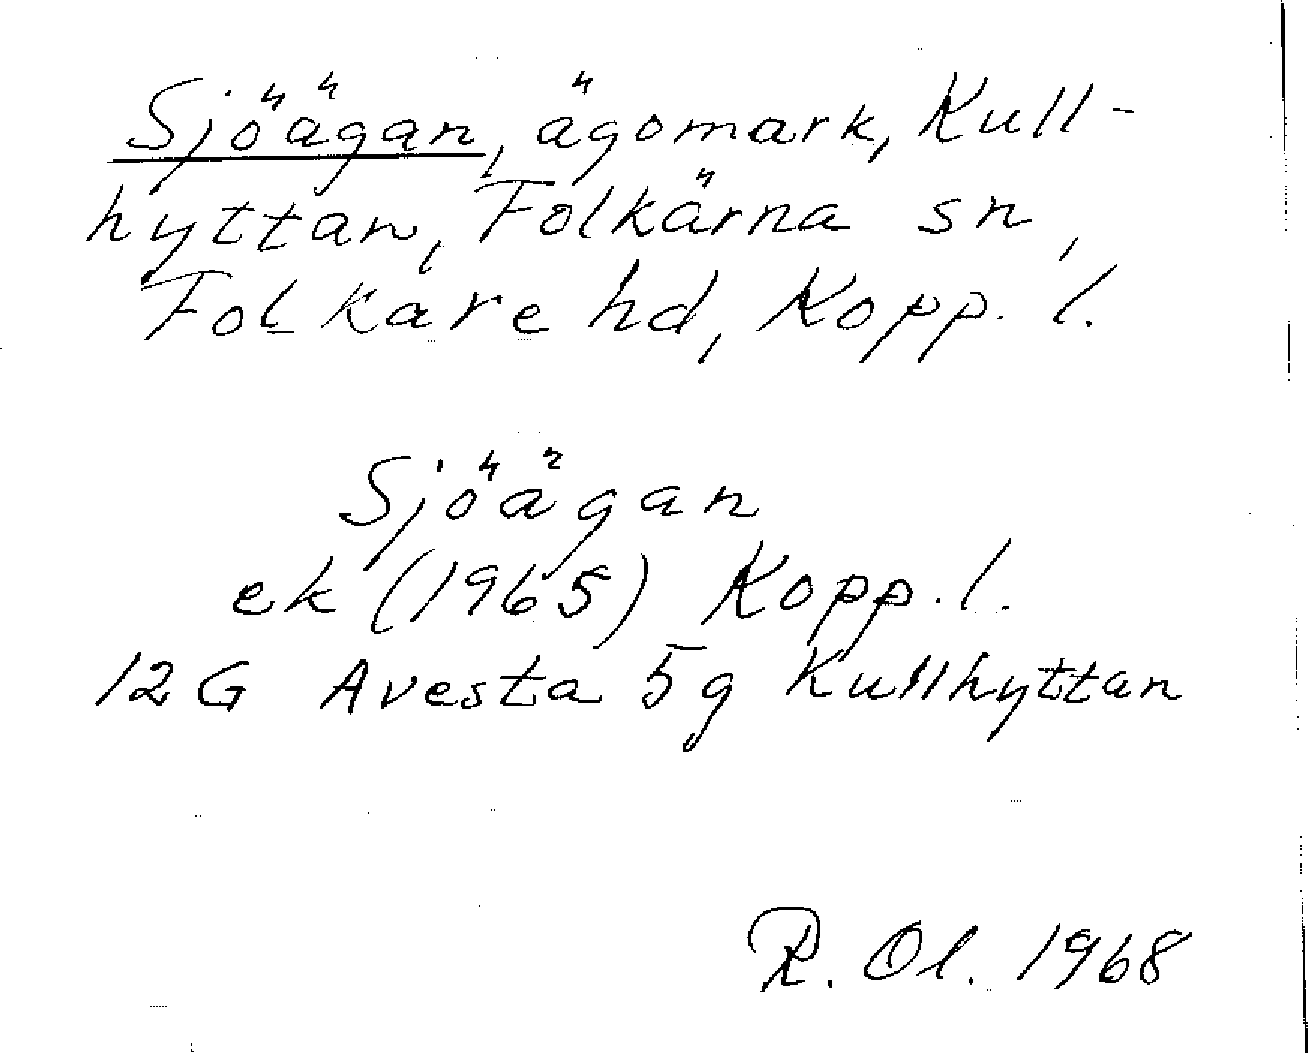 Sjöägan, ägomark, Kull-
hyttan, Folkärna sn,
Folkare hd, Kopp. l.
Sjöägan
ek (1965) Kopp. l.
12G Avesta 5g Kullhyttan
R. Ol. 1968